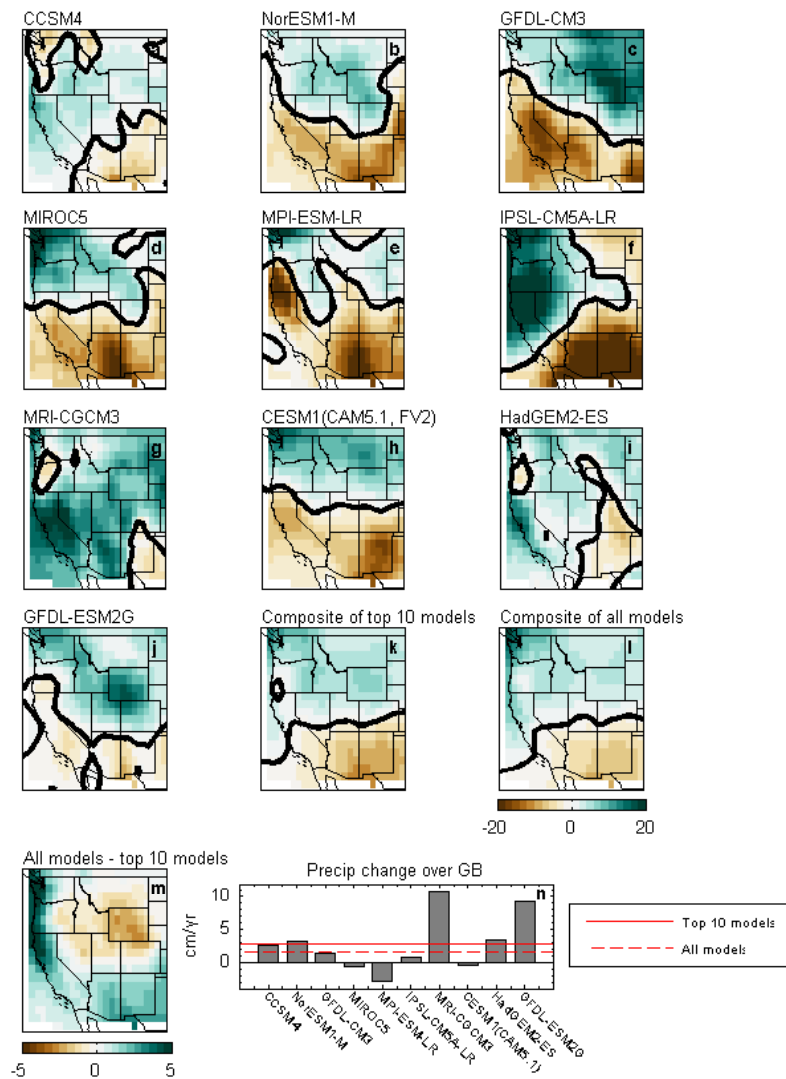 CCSM4 NorESM1-M GFDL-CM3
a b c
MIROC5 MPI-ESM-LR IPSL-CM5A-LR
d e f
MRI-CGCM3 CESM1(CAM5.1, FV2) HadGEM2-ES
g h i
GFDL-ESM2G Composite of top 10 models Composite of all models
j k l
-20 0 20
All models - top 10 models Precip change over GB
m n
cm/yr
10
5
0
Top 10 models
All models
CCSM4 NorESM1-M GFDL-CM3 MIROC5 MPI-ESM-LR IPSL-CM5A-LR MRI-CGCM3 CESM1(CAM5.1) HadGEM2-ES GFDL-ESM2G
-5 0 5